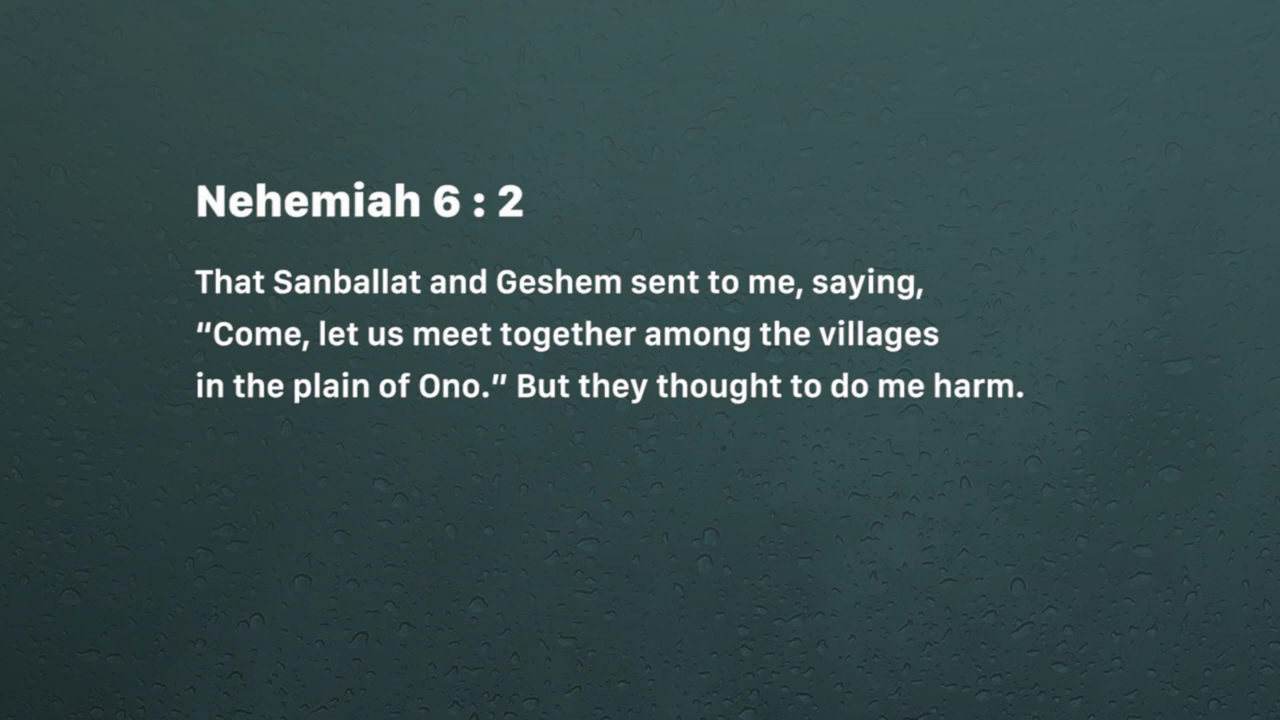 Nehemiah 6 : 2
That Sanballat and Geshem sent to me, saying,
“Come, let us meet together among the villages
in the plain of Ono.” But they thought to do me harm.